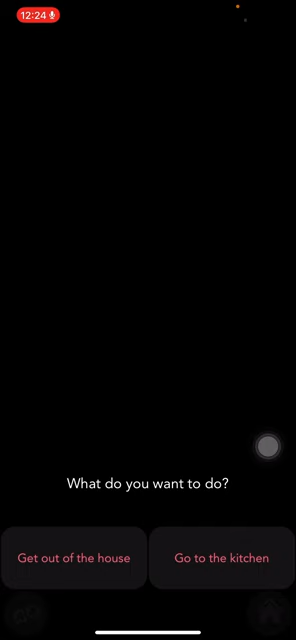 12:24
What do you want to do?
Get out of the house
Go to the kitchen